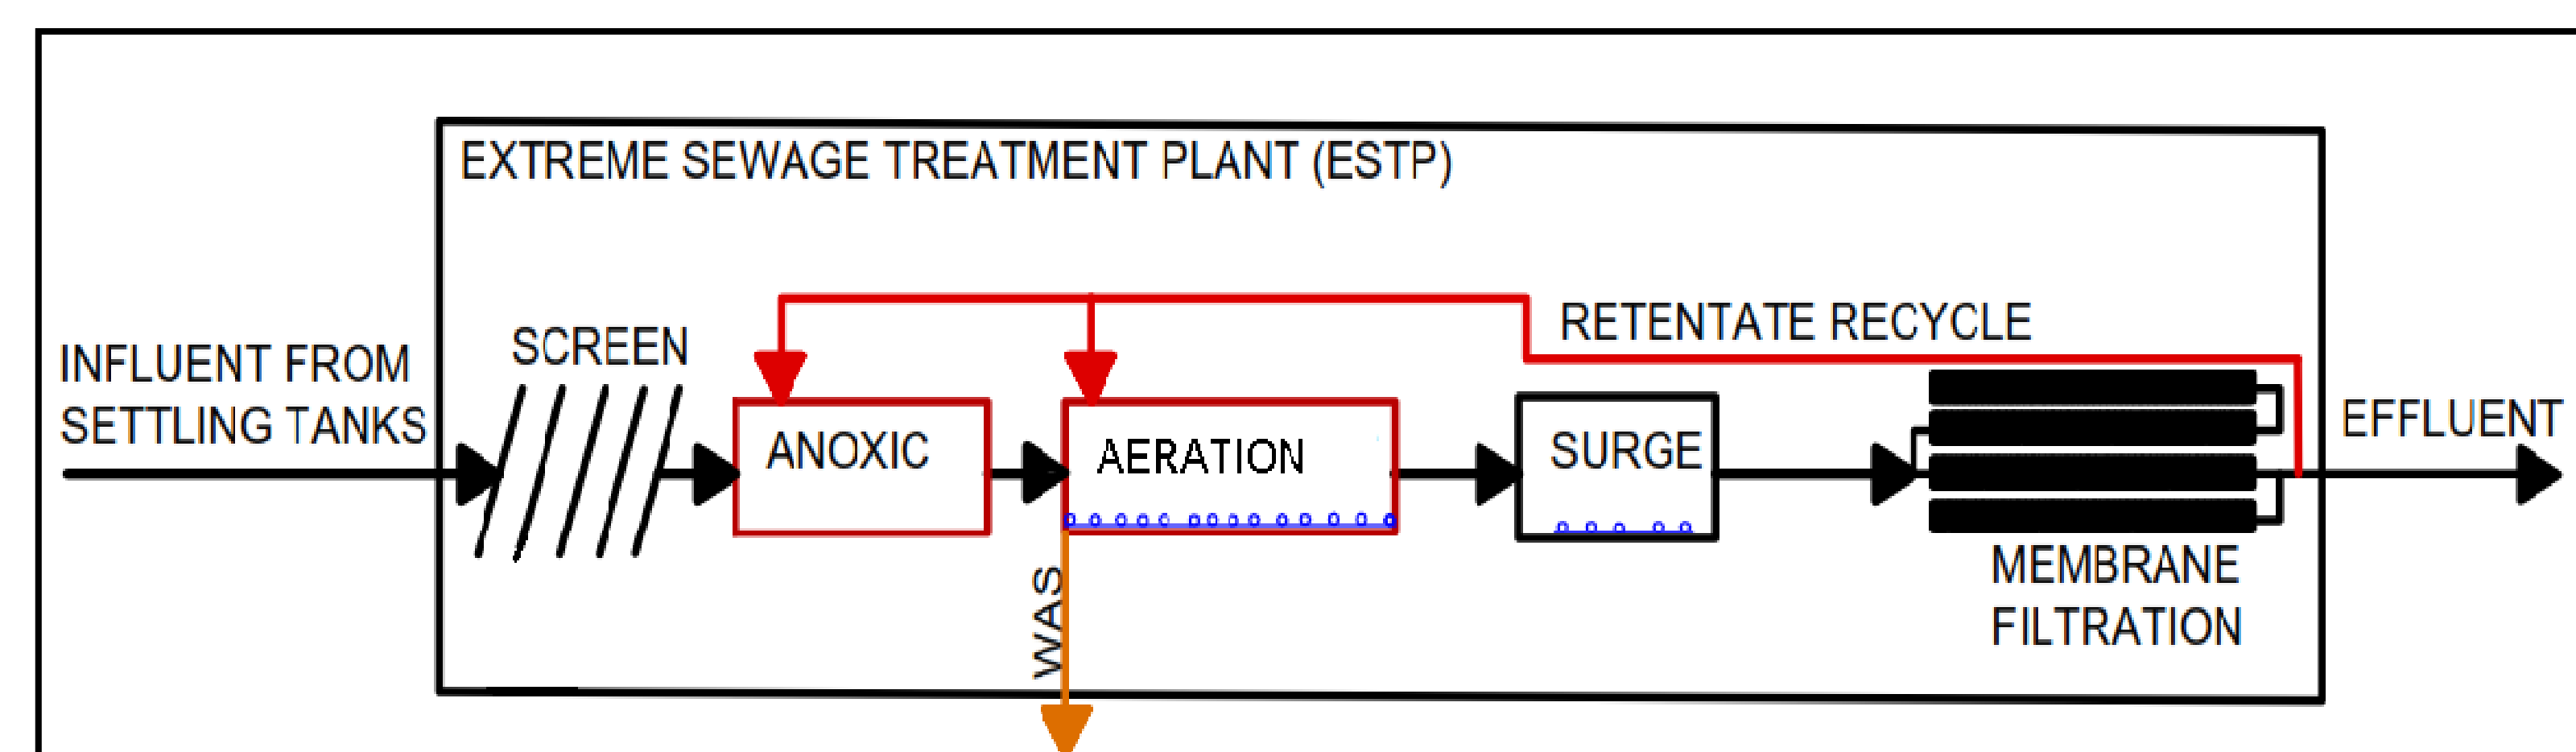 EXTREME SEWAGE TREATMENT PLANT (ESTP)
RETENTATE RECYCLE
SCREEN
INFLUENT FROM
SETTLING TANKS
ANOXIC
AERATION
SURGE
EFFLUENT
MEMBRANE
FILTRATION
WAS